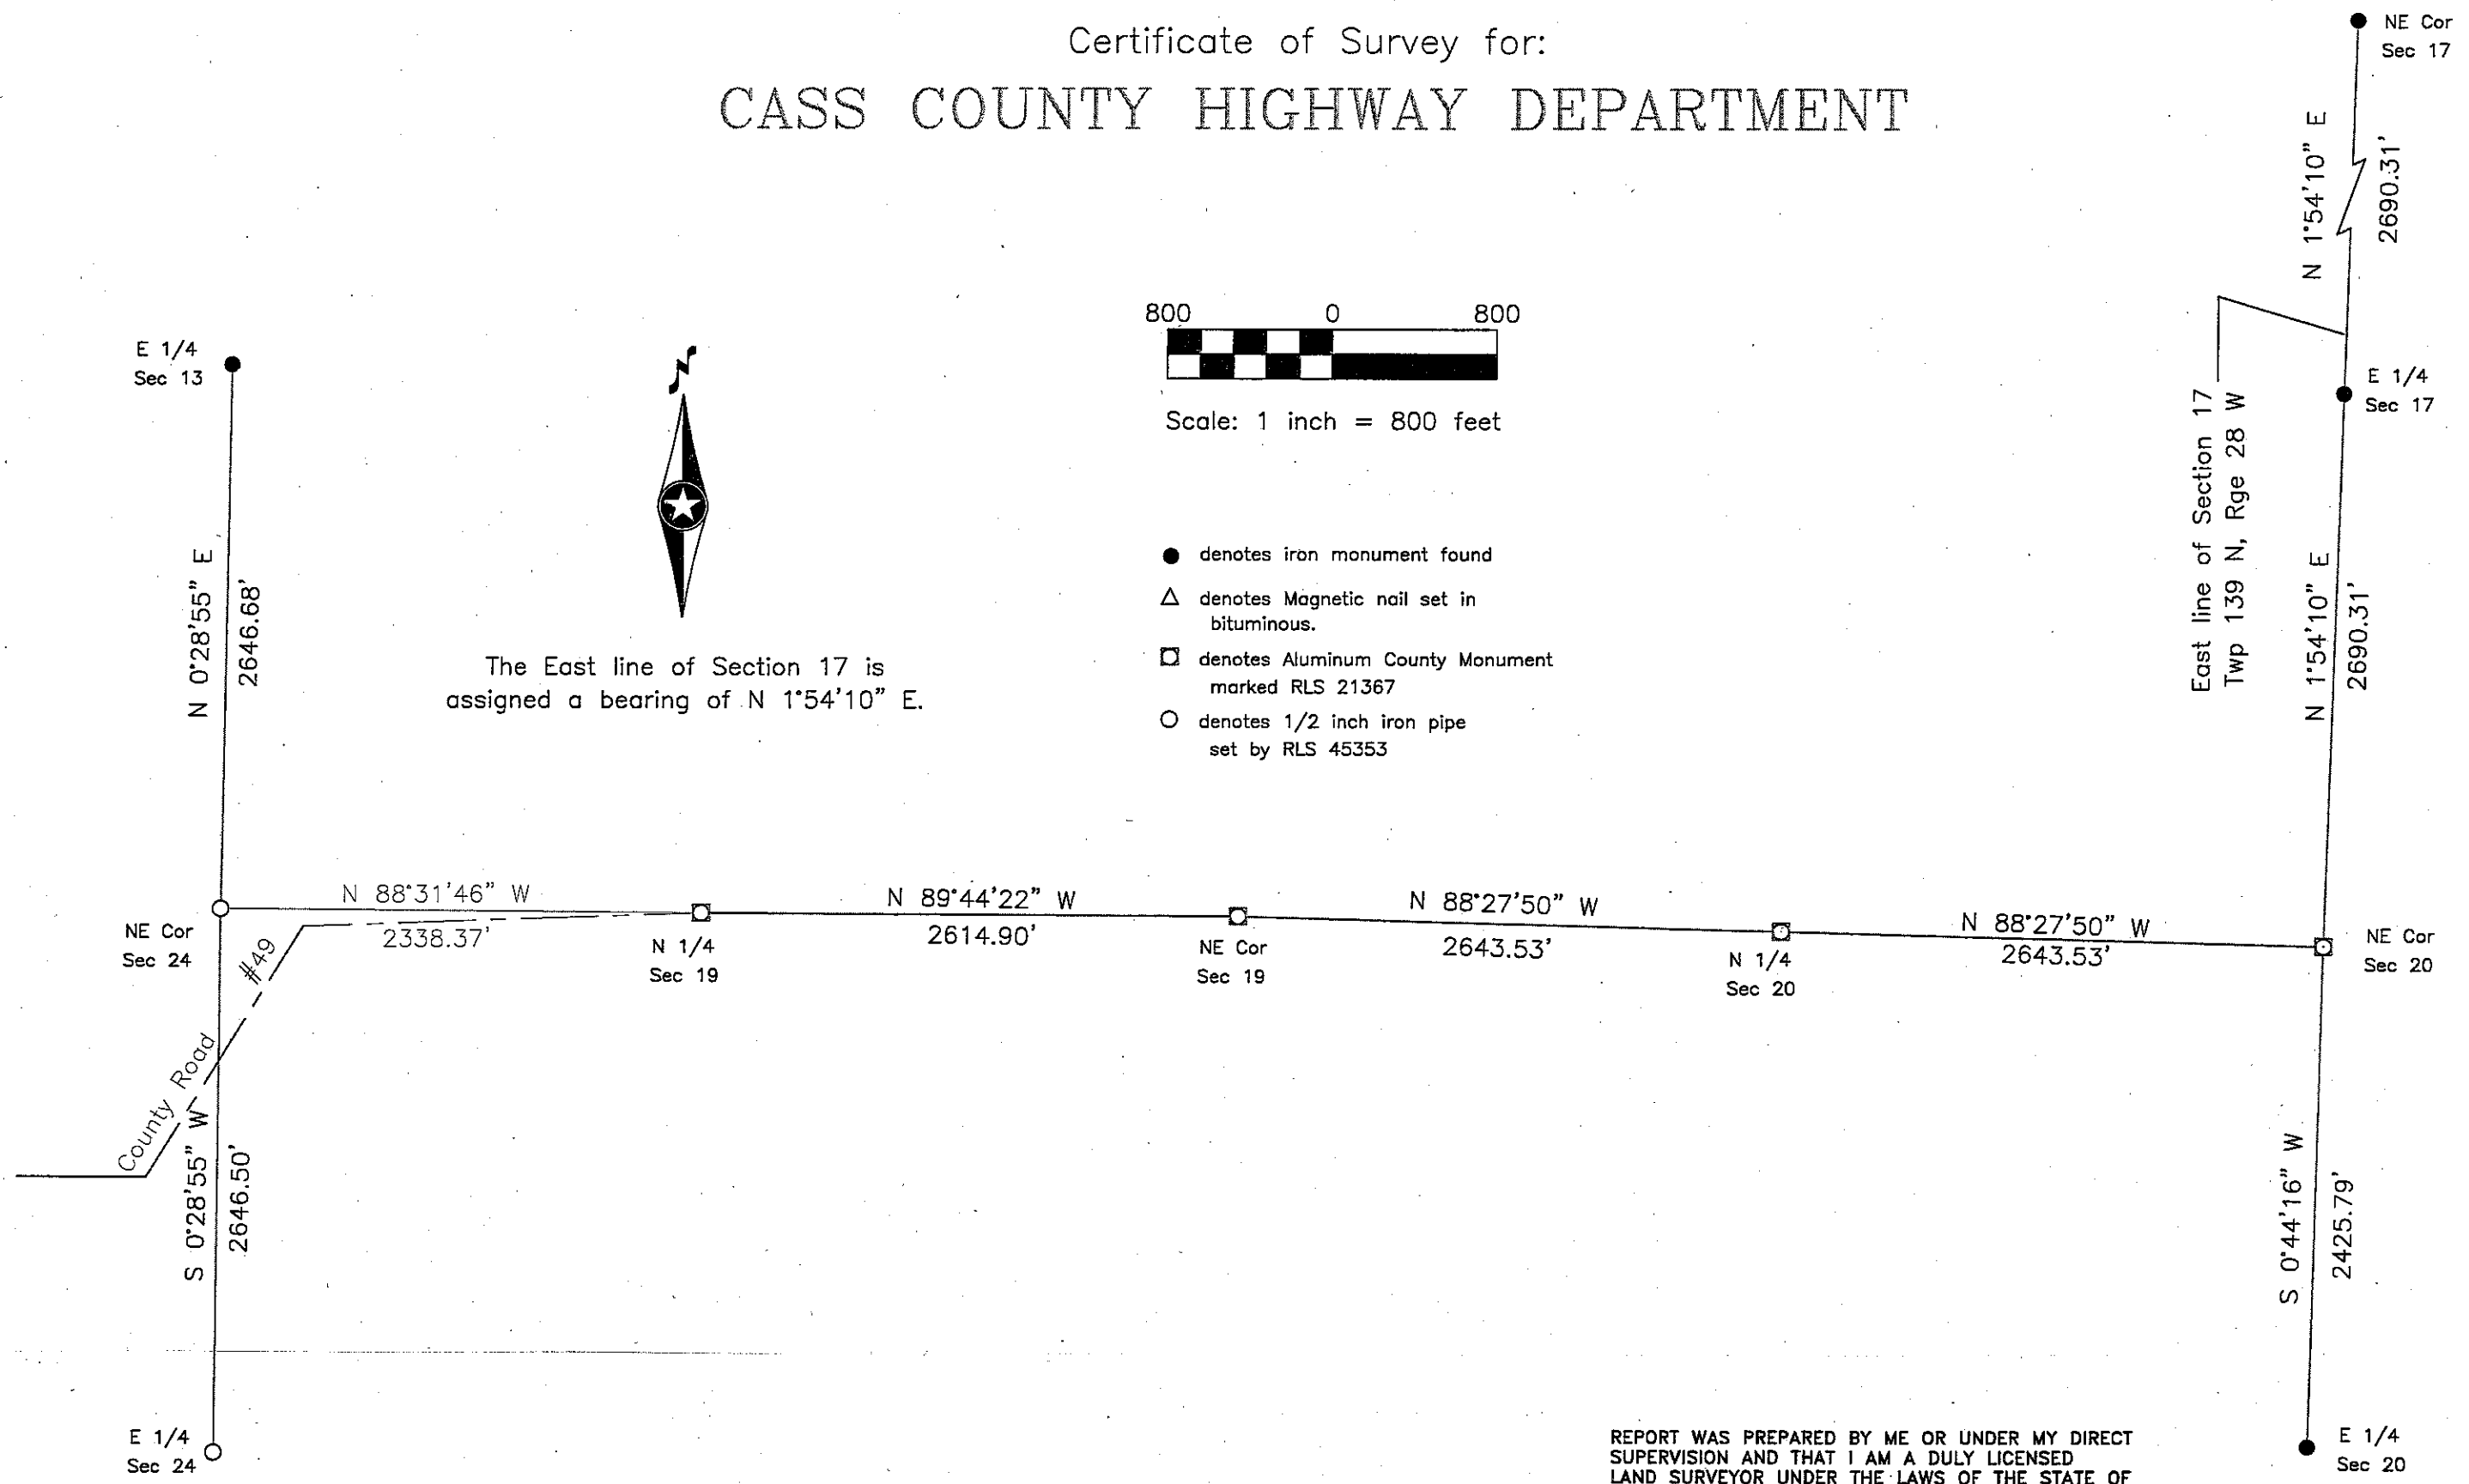 Certificate of Survey for:
CASS COUNTY HIGHWAY DEPARTMENT
NE Cor
Sec 17
N 1°54'10" E
2690.31'
800 0 800
Scale: 1 inch = 800 feet
E 1/4
Sec 13
N
E 1/4
Sec 17
East line of Section 17
Twp 139 N, Rge 28 W
N 0°28'55" E
2646.68'
The East line of Section 17 is
assigned a bearing of N 1°54'10" E.
denotes iron monument found
denotes Magnetic nail set in
bituminous.
denotes Aluminum County Monument
marked RLS 21367
denotes 1/2 inch iron pipe
set by RLS 45353
N 1°54'10" E
2690.31'
N 88°31'46" W
2338.37'
N 89°44'22" W
2614.90'
N 88°27'50" W
2643.53'
N 88°27'50" W
2643.53'
NE Cor
Sec 24
N 1/4
Sec 19
NE Cor
Sec 19
N 1/4
Sec 20
NE Cor
Sec 20
County Road #49
S 0°28'55" W
2646.50'
S 0°44'16" W
2425.79'
E 1/4
Sec 24
REPORT WAS PREPARED BY ME OR UNDER MY DIRECT
SUPERVISION AND THAT I AM A DULY LICENSED
LAND SURVEYOR UNDER THE LAWS OF THE STATE OF
E 1/4
Sec 20